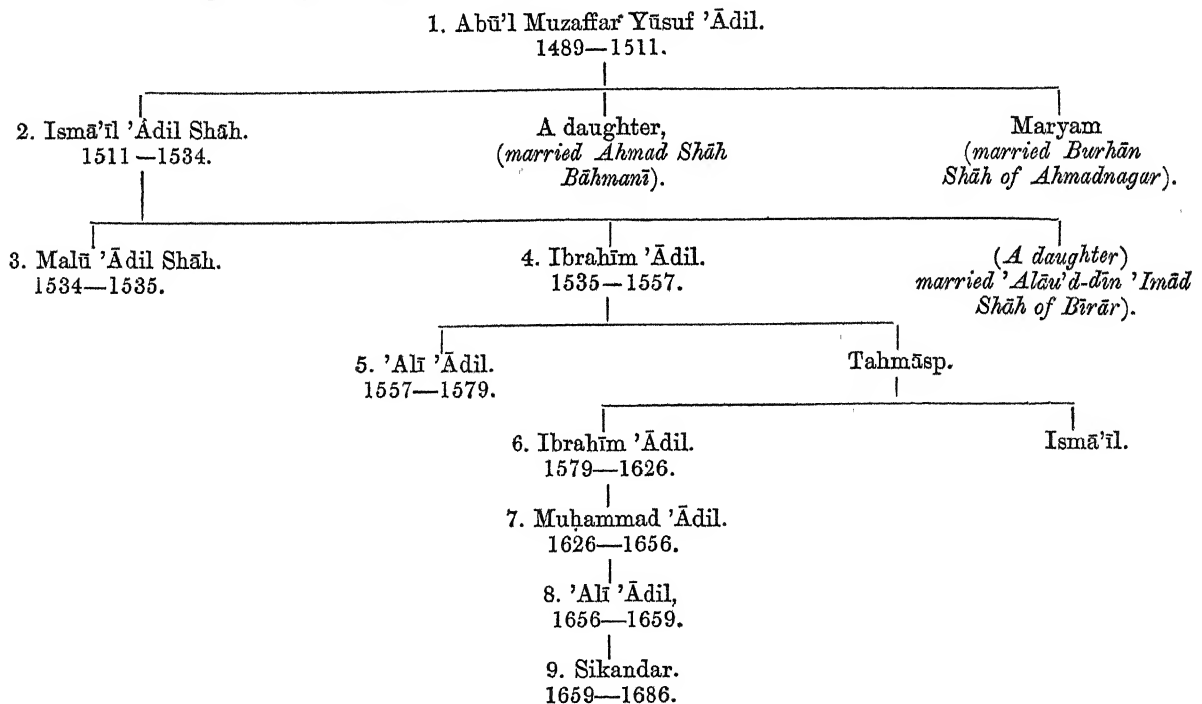 1. Abū'l Muzaffar Yūsuf 'Ādil.
1489—1511.
2. Ismā'īl 'Ādil Shāh.
1511—1534.
A daughter,
(married Ahmad Shāh
Bāhmanī).
Maryam
(married Burhān
Shāh of Ahmadnagar).
3. Malū 'Ādil Shāh.
1534—1535.
4. Ibrahīm 'Ādil.
1535—1557.
(A daughter)
married 'Alāu'd-dīn 'Imād
Shāh of Bīrār).
5. 'Alī 'Ādil.
1557—1579.
Tahmāsp.
6. Ibrahīm 'Ādil.
1579—1626.
Ismā'īl.
7. Muḥammad 'Ādil.
1626—1656.
8. 'Alī 'Ādil,
1656—1659.
9. Sikandar.
1659—1686.